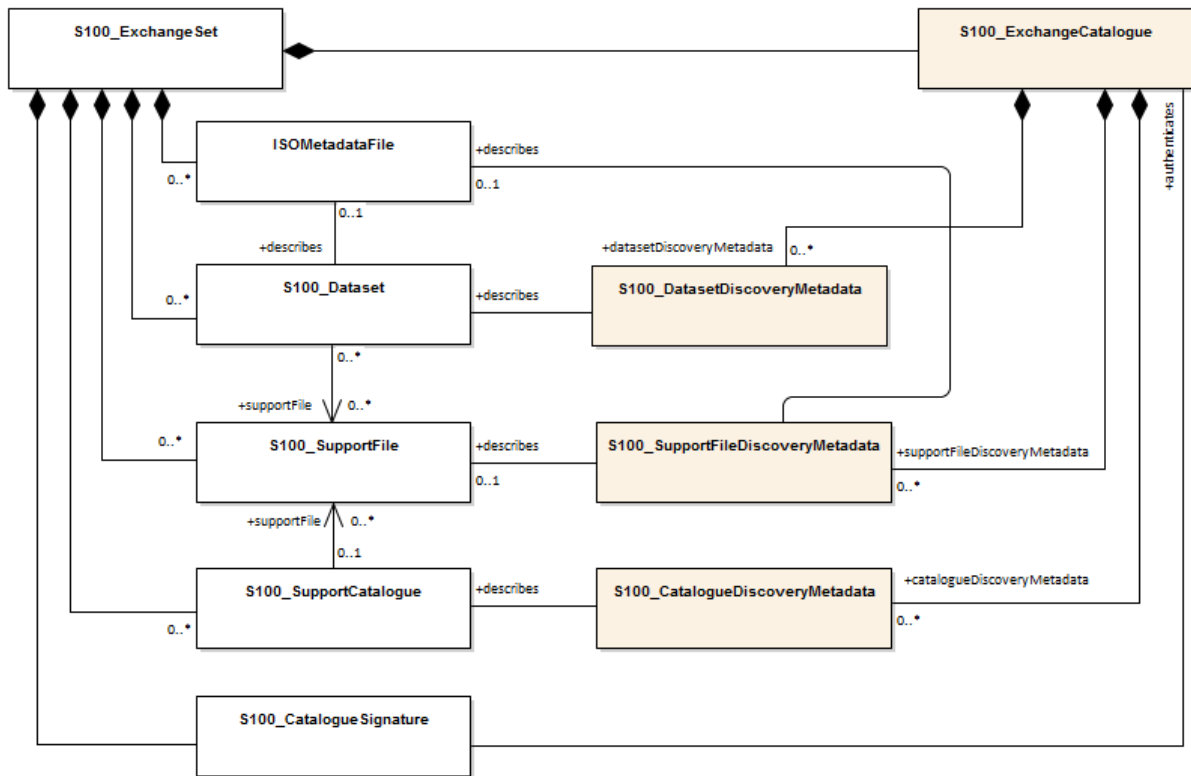 S100_ExchangeSet
S100_ExchangeCatalogue
+authenticates
ISOMetadataFile
+describes
0..*
0..1
0..1
+describes
+datasetDiscoveryMetadata
0..*
S100_Dataset
+describes
S100_DatasetDiscoveryMetadata
0..*
0..*
+supportFile
0..*
S100_SupportFile
+describes
S100_SupportFileDiscoveryMetadata
+supportFileDiscoveryMetadata
0..*
0..1
0..*
+supportFile
0..*
0..1
S100_SupportCatalogue
+describes
S100_CatalogueDiscoveryMetadata
+catalogueDiscoveryMetadata
0..*
0..*
S100_CatalogueSignature